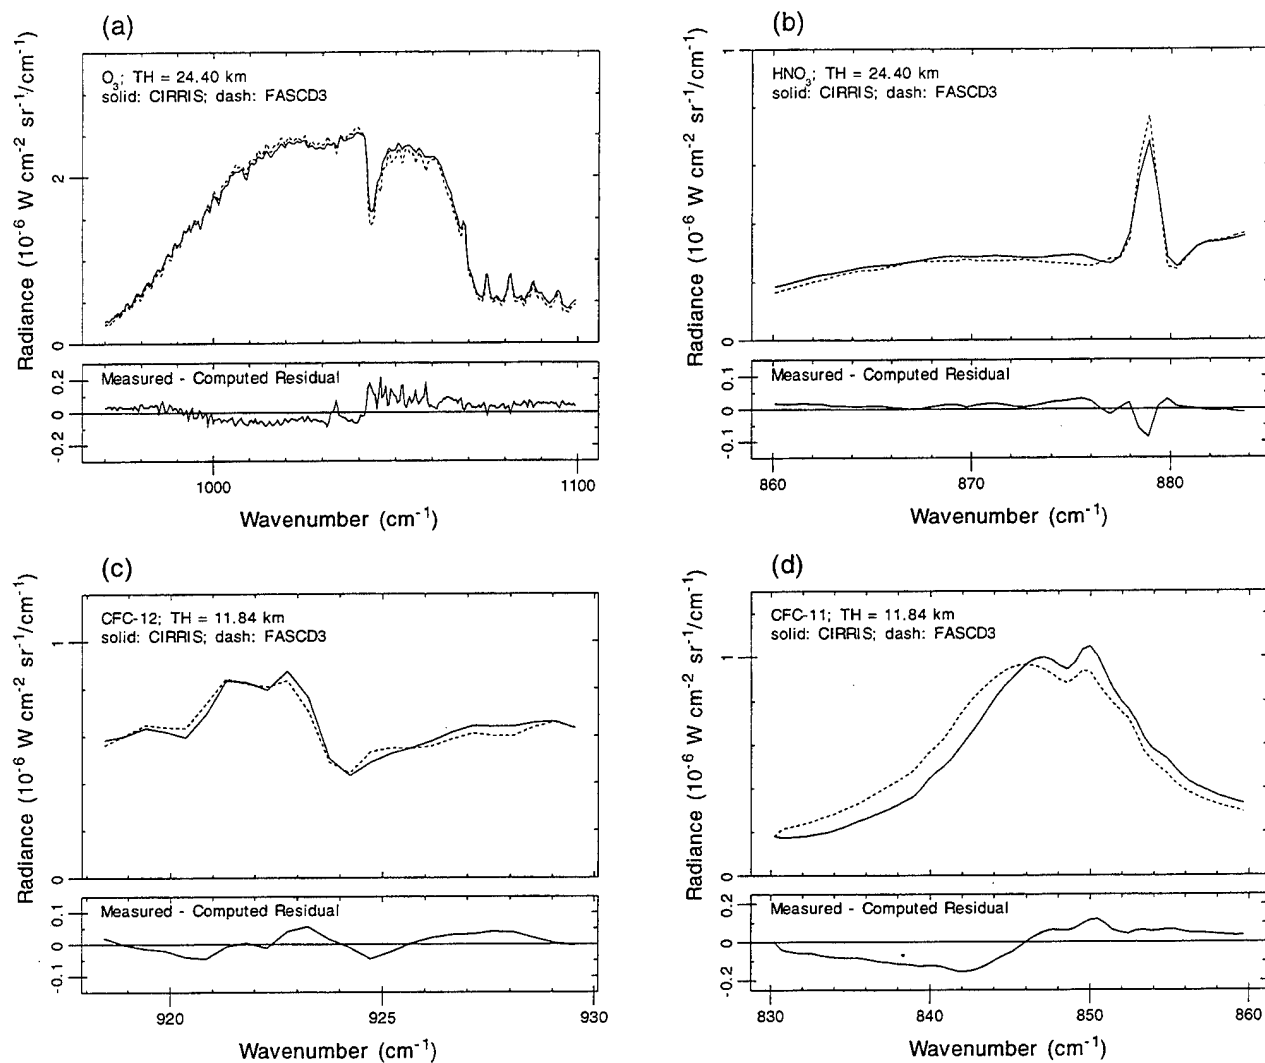 (a)
Radiance (10⁻⁶ W cm⁻² sr⁻¹/cm⁻¹)
O₃; TH = 24.40 km
solid: CIRRIS; dash: FASCD3
2
0
Measured - Computed Residual
0.2
0
-0.2
1000
1100
Wavenumber (cm⁻¹)
(b)
Radiance (10⁻⁶ W cm⁻² sr⁻¹/cm⁻¹)
HNO₃; TH = 24.40 km
solid: CIRRIS; dash: FASCD3
1
0
Measured - Computed Residual
0.1
0
-0.1
860
870
880
Wavenumber (cm⁻¹)
(c)
Radiance (10⁻⁶ W cm⁻² sr⁻¹/cm⁻¹)
CFC-12; TH = 11.84 km
solid: CIRRIS; dash: FASCD3
1
0
Measured - Computed Residual
0.1
0
-0.1
920
925
930
Wavenumber (cm⁻¹)
(d)
Radiance (10⁻⁶ W cm⁻² sr⁻¹/cm⁻¹)
CFC-11; TH = 11.84 km
solid: CIRRIS; dash: FASCD3
1
0
Measured - Computed Residual
0.2
0
-0.2
830
840
850
860
Wavenumber (cm⁻¹)